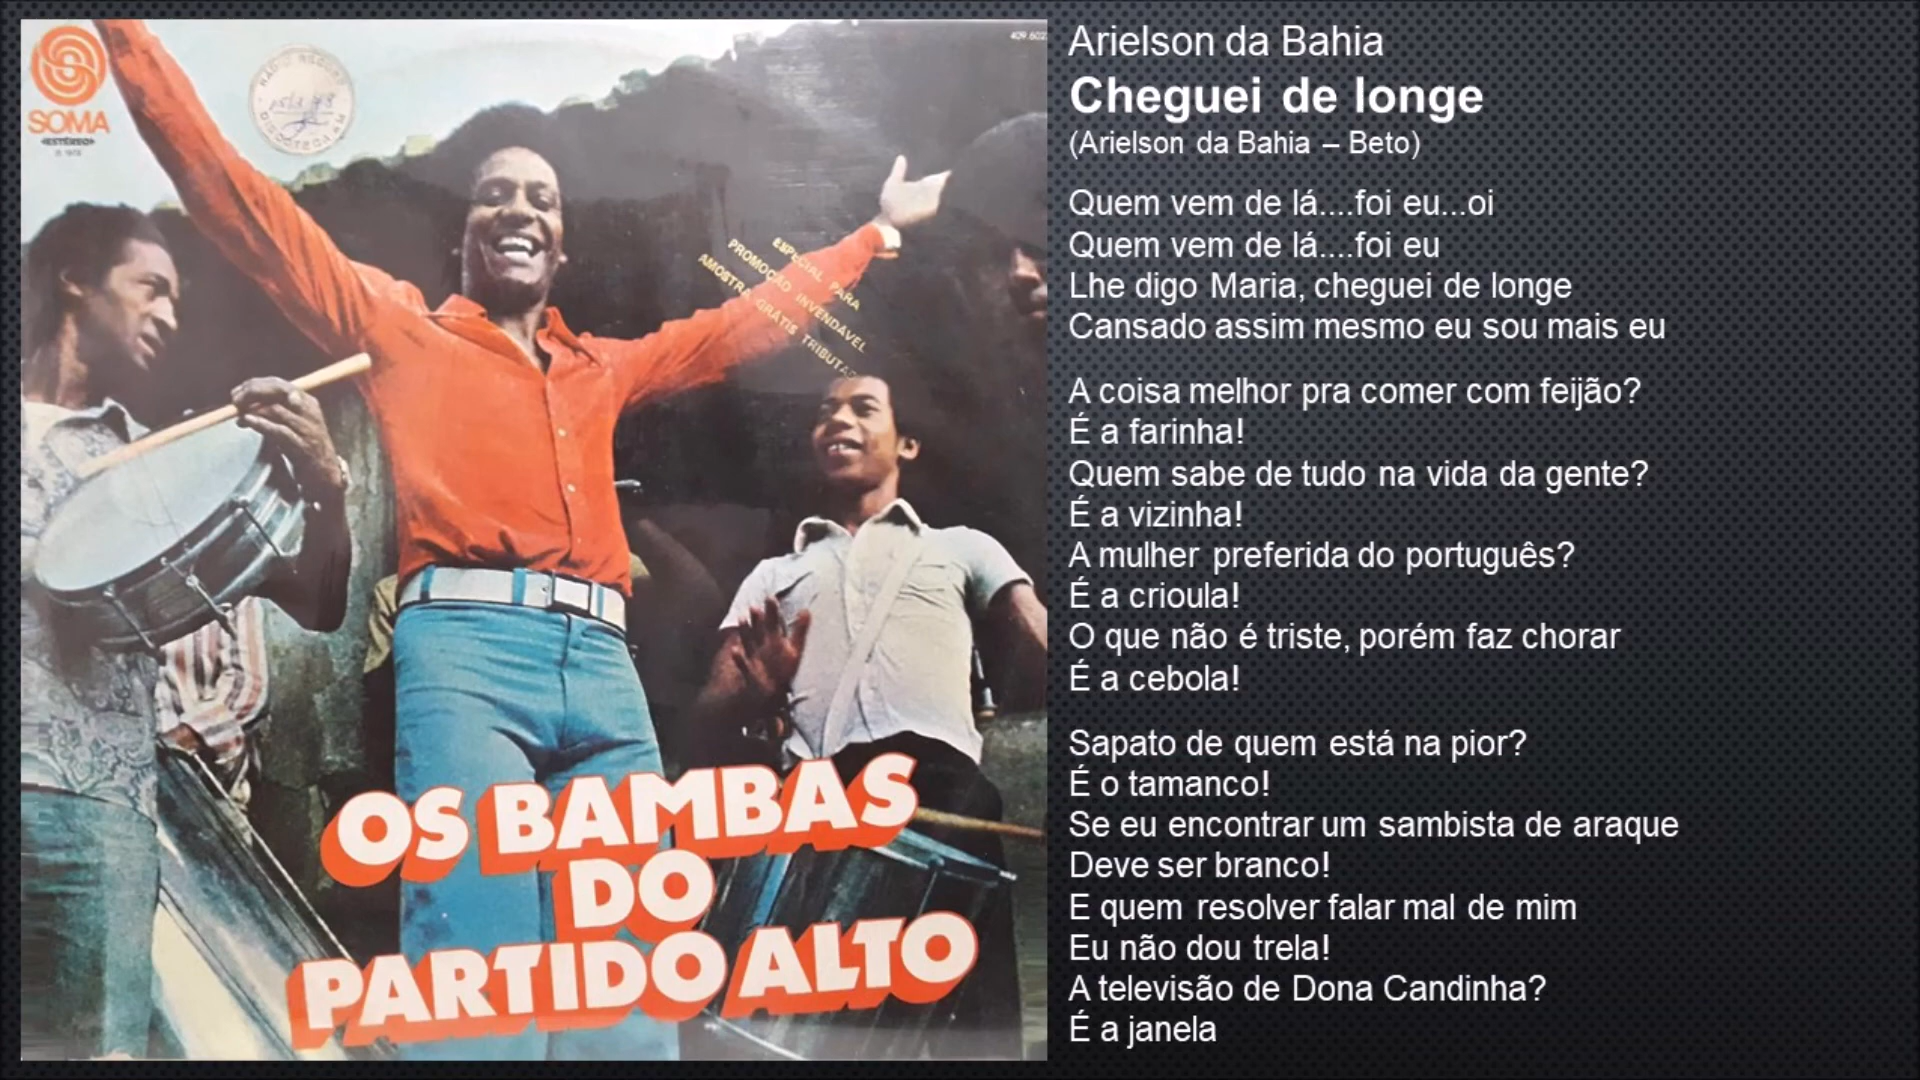 SOMA
ESTÉREO
RADIO RECORD
DISCOTECA
ESPECIAL PARA
PROMOÇÃO INVENDAVEL
AMOSTRA GRÁTIS
OS BAMBAS
DO
PARTIDO ALTO
Arielson da Bahia
Cheguei de longe
(Arielson da Bahia – Beto)
Quem vem de lá....foi eu...oi
Quem vem de lá....foi eu
Lhe digo Maria, cheguei de longe
Cansado assim mesmo eu sou mais eu
A coisa melhor pra comer com feijão?
É a farinha!
Quem sabe de tudo na vida da gente?
É a vizinha!
A mulher preferida do português?
É a crioula!
O que não é triste, porém faz chorar
É a cebola!
Sapato de quem está na pior?
É o tamanco!
Se eu encontrar um sambista de araque
Deve ser branco!
E quem resolver falar mal de mim
Eu não dou trela!
A televisão de Dona Candinha?
É a janela